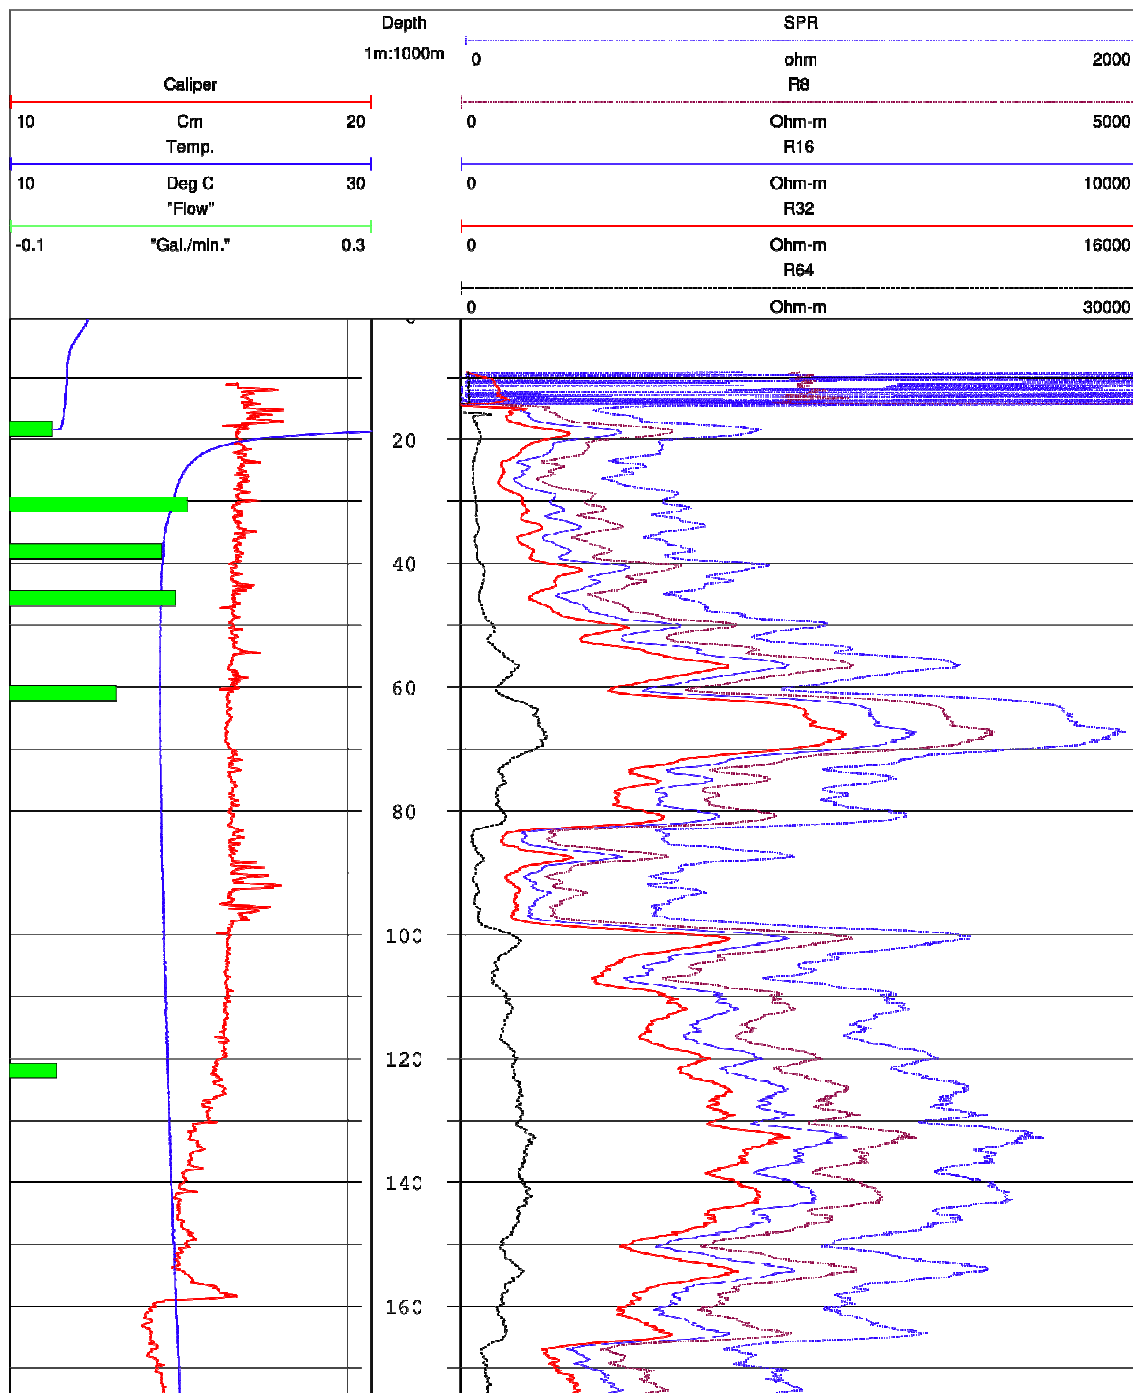 Depth
SPR
1m:1000m
0 ohm 2000
Caliper
R8
10 Cm 20
0 Ohm-m 5000
Temp.
R16
10 Deg C 30
0 Ohm-m 10000
"Flow"
R32
-0.1 "Gal./min." 0.3
0 Ohm-m 16000
R64
0 Ohm-m 30000
20
40
60
80
100
120
140
160